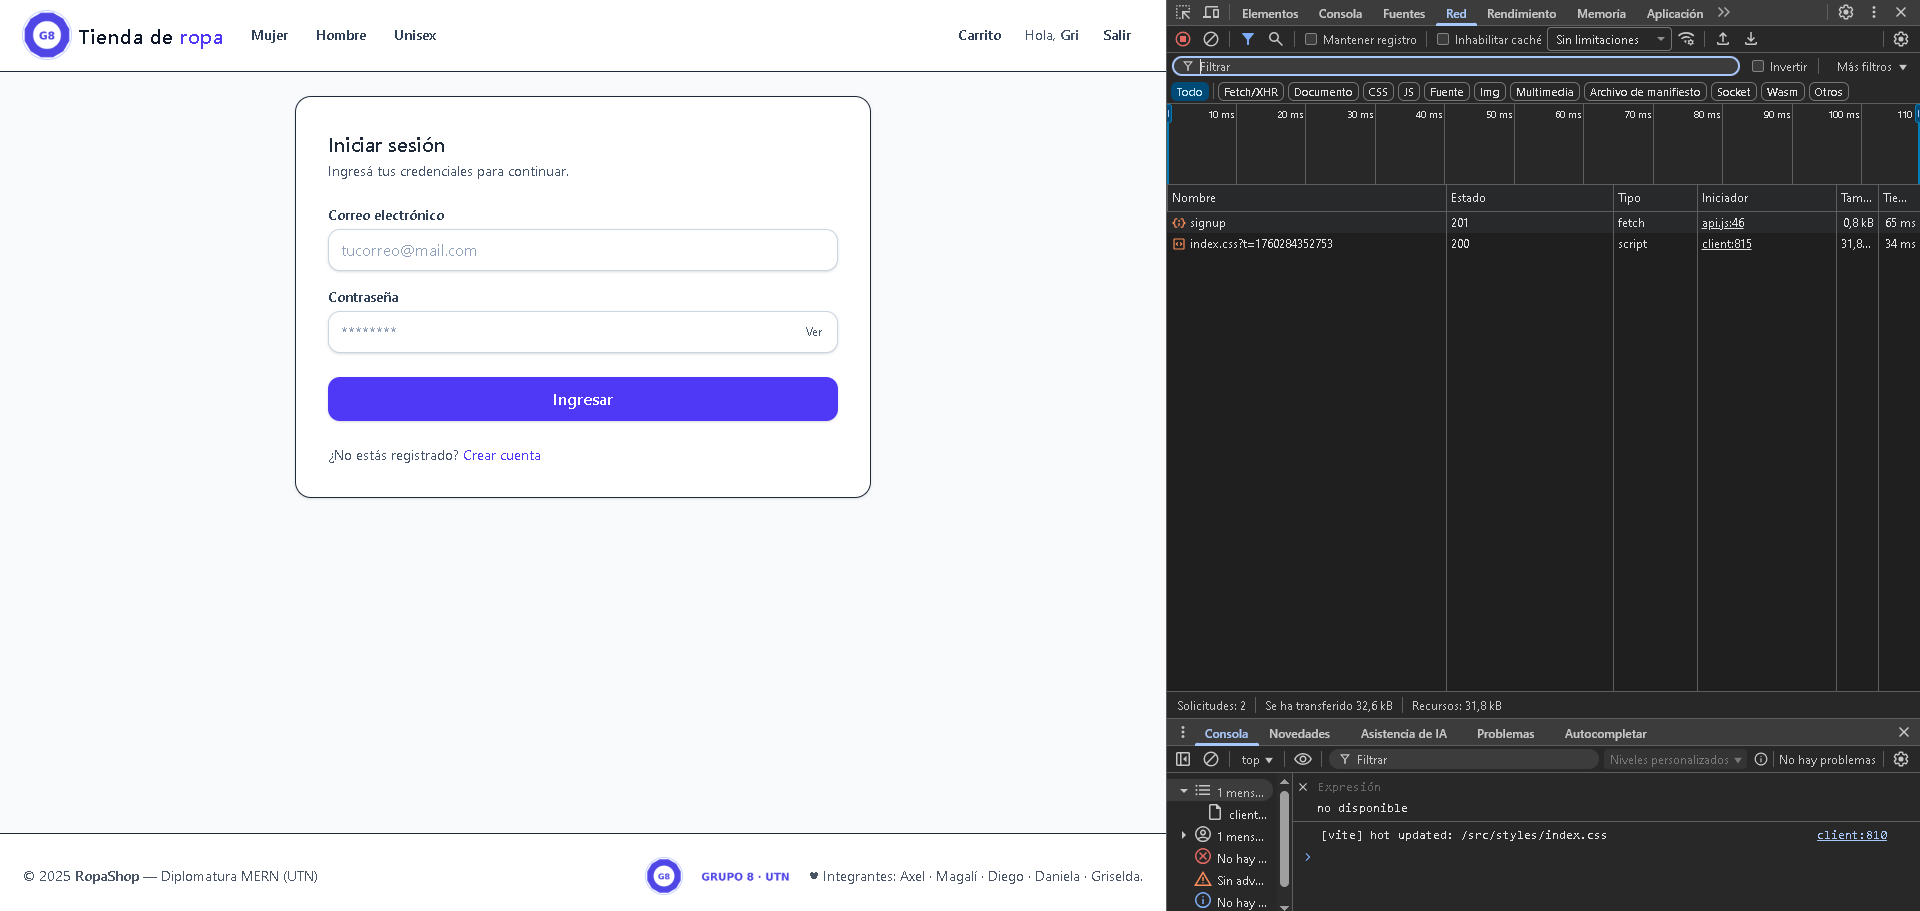 G8 Tienda de ropa Mujer Hombre Unisex Carrito Hola, Gri Salir
Iniciar sesión
Ingresá tus credenciales para continuar.
Correo electrónico
tucorreo@mail.com
Contraseña
******** Ver
Ingresar
¿No estás registrado? Crear cuenta
© 2025 RopaShop — Diplomatura MERN (UTN) G8 GRUPO 8 · UTN ♥ Integrantes: Axel · Magalí · Diego · Daniela · Griselda.
Elementos Consola Fuentes Red Rendimiento Memoria Aplicación
Mantener registro Inhabilitar caché Sin limitaciones
Filtrar Invertir Más filtros
Todo Fetch/XHR Documento CSS JS Fuente Img Multimedia Archivo de manifiesto Socket Wasm Otros
10 ms 20 ms 30 ms 40 ms 50 ms 60 ms 70 ms 80 ms 90 ms 100 ms 110
Nombre Estado Tipo Iniciador Tam... Tie...
signup 201 fetch api.js:46 0,8 kB 65 ms
index.css?t=1760284352753 200 script client:815 31,8... 34 ms
Solicitudes: 2 Se ha transferido 32,6 kB Recursos: 31,8 kB
Consola Novedades Asistencia de IA Problemas Autocompletar
top Filtrar Niveles personalizados No hay problemas
1 mens...
client...
1 mens...
No hay ...
Sin adv...
No hay ...
Expresión
no disponible
[vite] hot updated: /src/styles/index.css client:810